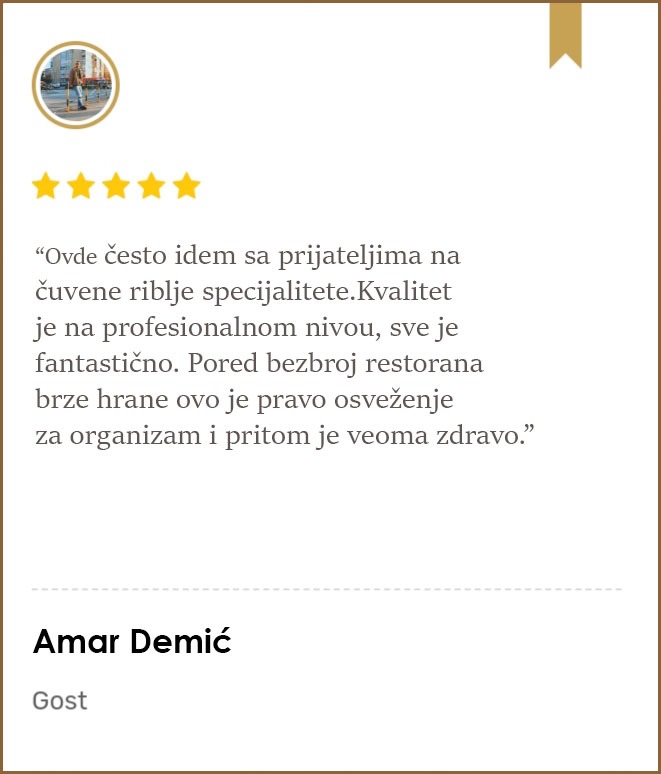 “Ovde često idem sa prijateljima na
čuvene riblje specijalitete.Kvalitet
je na profesionalnom nivou, sve je
fantastično. Pored bezbroj restorana
brze hrane ovo je pravo osveženje
za organizam i pritom je veoma zdravo.”
Amar Demić
Gost